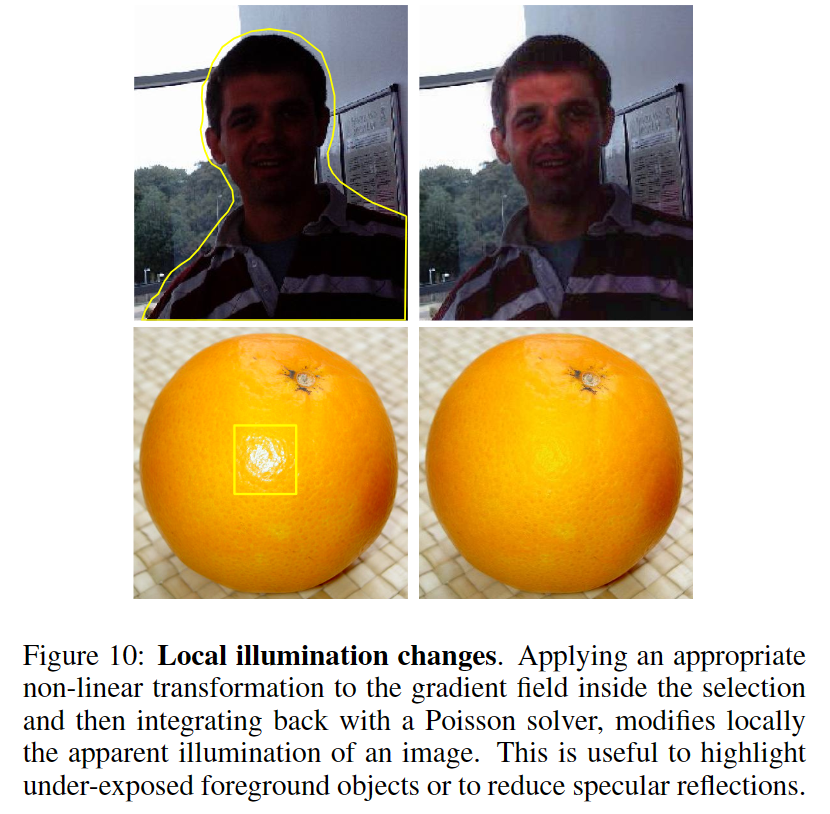 Figure 10: Local illumination changes. Applying an appropriate
non-linear transformation to the gradient field inside the selection
and then integrating back with a Poisson solver, modifies locally
the apparent illumination of an image. This is useful to highlight
under-exposed foreground objects or to reduce specular reflections.